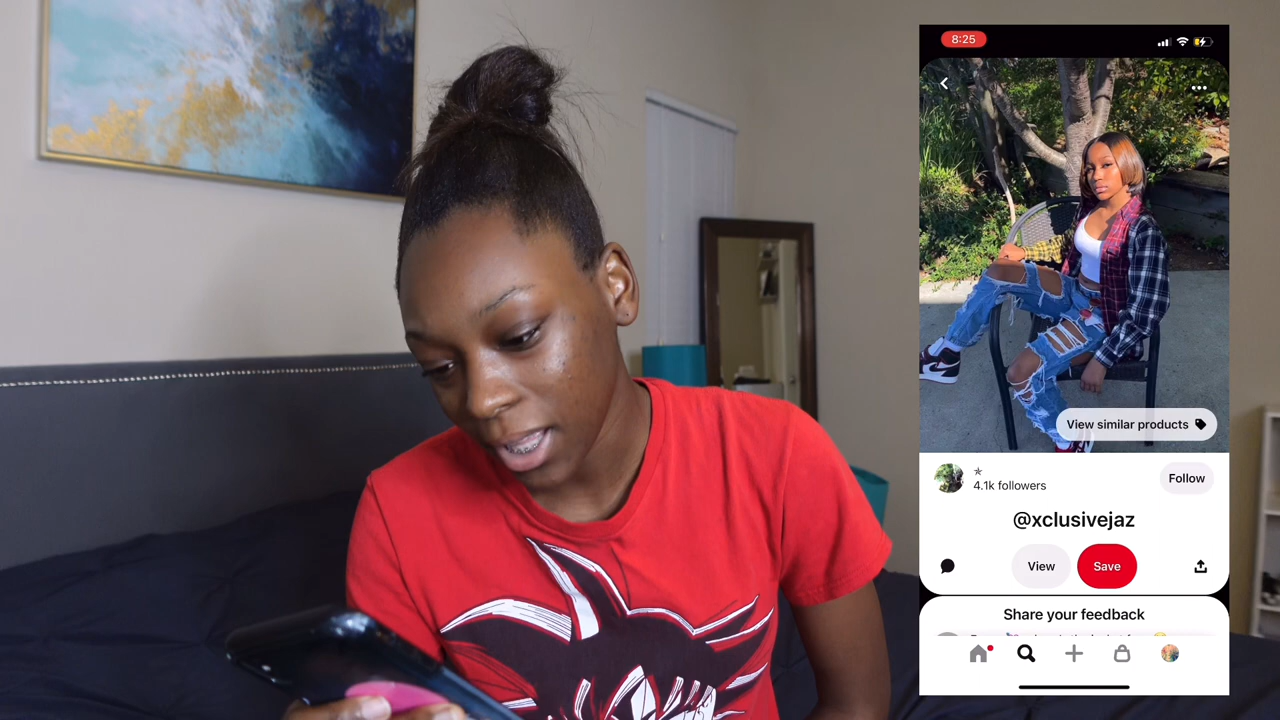 8:25
View similar products
4.1k followers
Follow
@xclusivejaz
View
Save
Share your feedback